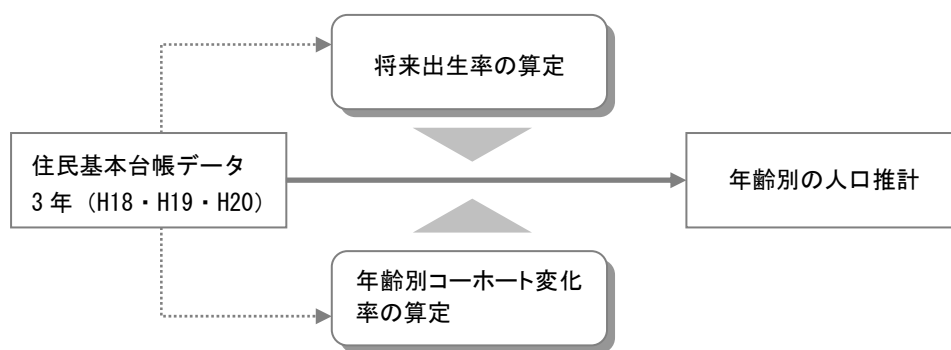 将来出生率の算定
住民基本台帳データ
3年（H18・H19・H20）
年齢別の人口推計
年齢別コーホート変化
率の算定